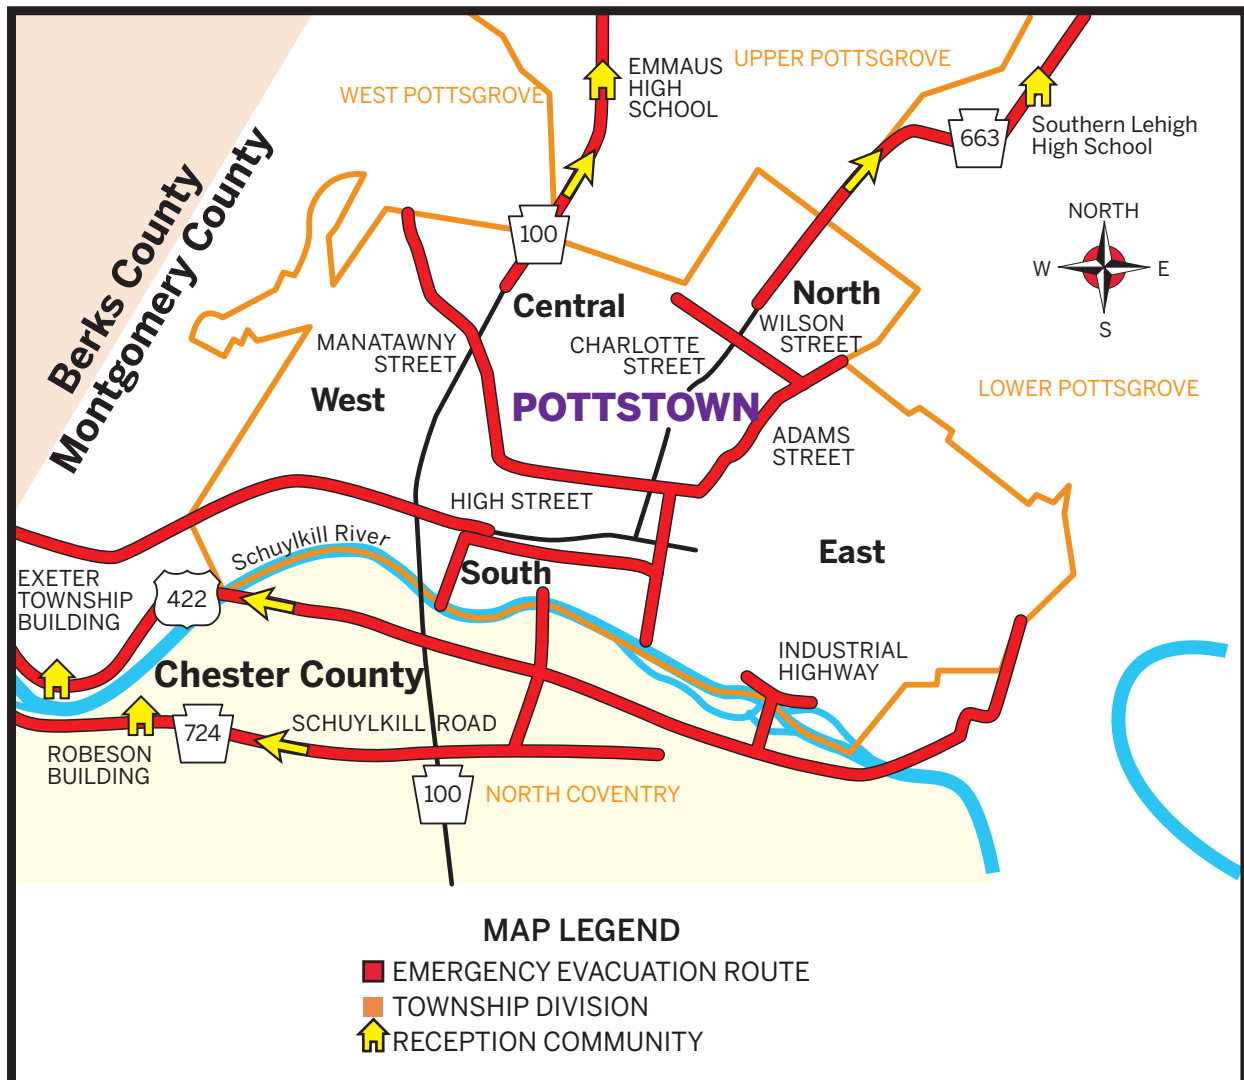 EMMAUS
HIGH
SCHOOL
UPPER POTTSGROVE
WEST POTTSGROVE
663
Southern Lehigh
High School
Berks County
Montgomery County
NORTH
W
E
S
100
Central
North
MANATAWNY
STREET
CHARLOTTE
STREET
WILSON
STREET
West
POTTSTOWN
LOWER POTTSGROVE
ADAMS
STREET
HIGH STREET
Schuylkill River
East
South
EXETER
TOWNSHIP
BUILDING
422
INDUSTRIAL
HIGHWAY
Chester County
724
SCHUYLKILL ROAD
ROBESON
BUILDING
100
NORTH COVENTRY
MAP LEGEND
EMERGENCY EVACUATION ROUTE
TOWNSHIP DIVISION
RECEPTION COMMUNITY